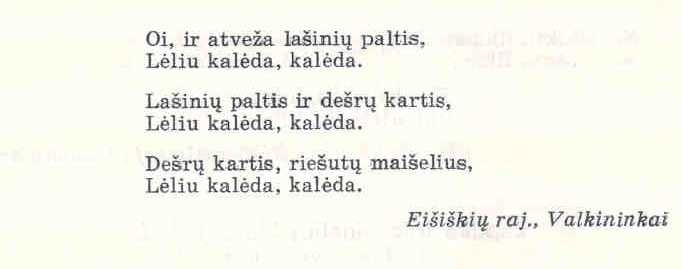 Oi, ir atveža lašinių paltis,
Lėliu kalėda, kalėda.
Lašinių paltis ir dešrų kartis,
Lėliu kalėda, kalėda.
Dešrų kartis, riešutų maišelius,
Lėliu kalėda, kalėda.
Eišiškių raj., Valkininkai